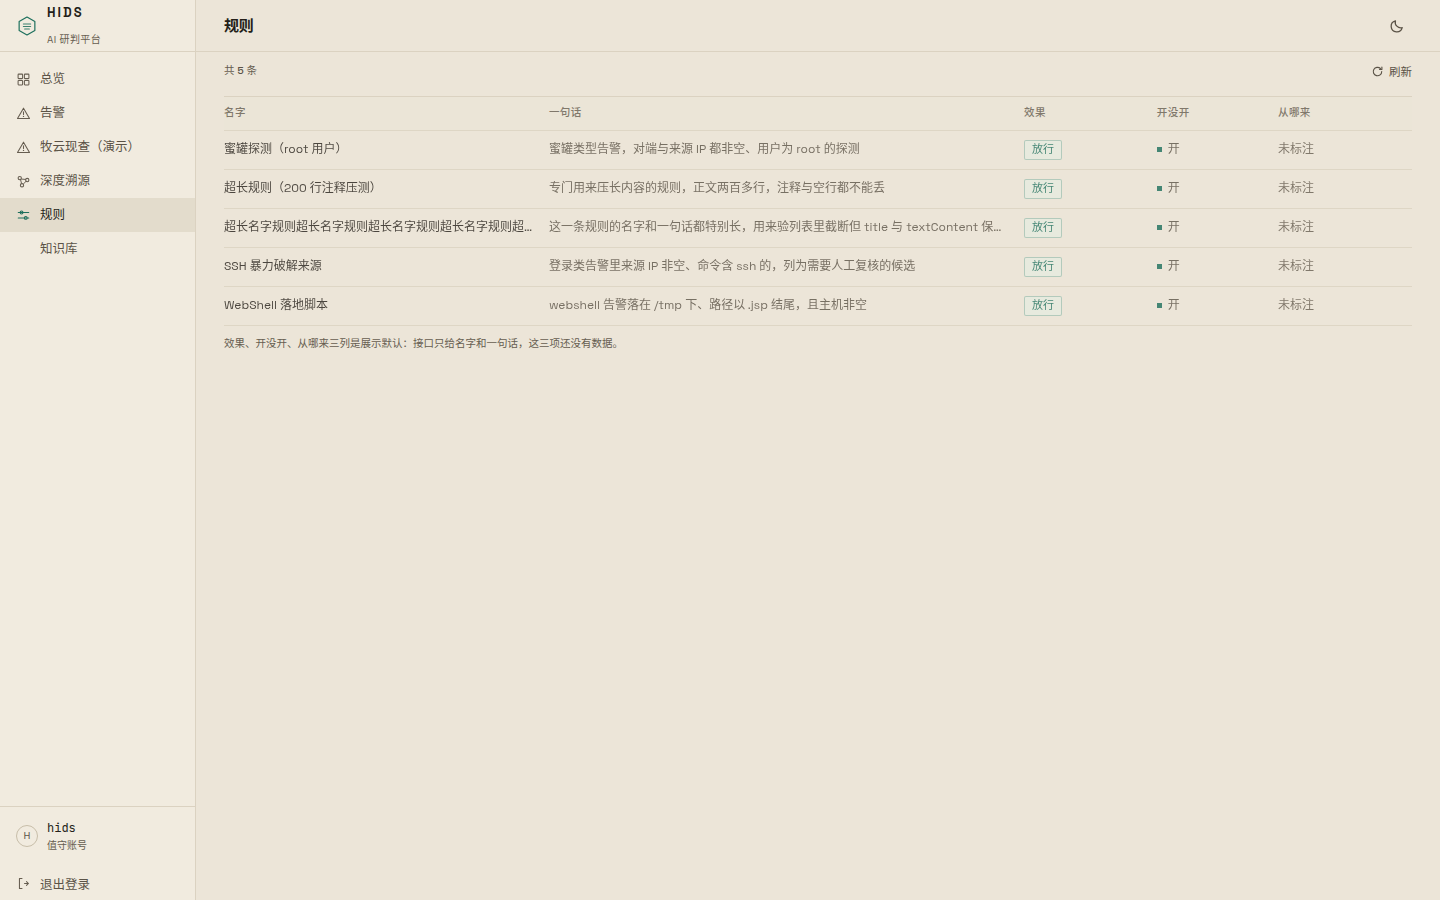 HIDS
AI 研判平台
总览
告警
牧云现查（演示）
深度溯源
规则
知识库
H
hids
值守账号
退出登录
规则
共 5 条
刷新
名字 一句话 效果 开没开 从哪来
蜜罐探测（root 用户） 蜜罐类型告警，对端与来源 IP 都非空、用户为 root 的探测 放行 开 未标注
超长规则（200 行注释压测） 专门用来压长内容的规则，正文两百多行，注释与空行都不能丢 放行 开 未标注
超长名字规则超长名字规则超长名字规则超长名字规则超... 这一条规则的名字和一句话都特别长，用来验列表里截断但 title 与 textContent 保... 放行 开 未标注
SSH 暴力破解来源 登录类告警里来源 IP 非空、命令含 ssh 的，列为需要人工复核的候选 放行 开 未标注
WebShell 落地脚本 webshell 告警落在 /tmp 下、路径以 .jsp 结尾，且主机非空 放行 开 未标注
效果、开没开、从哪来三列是展示默认：接口只给名字和一句话，这三项还没有数据。